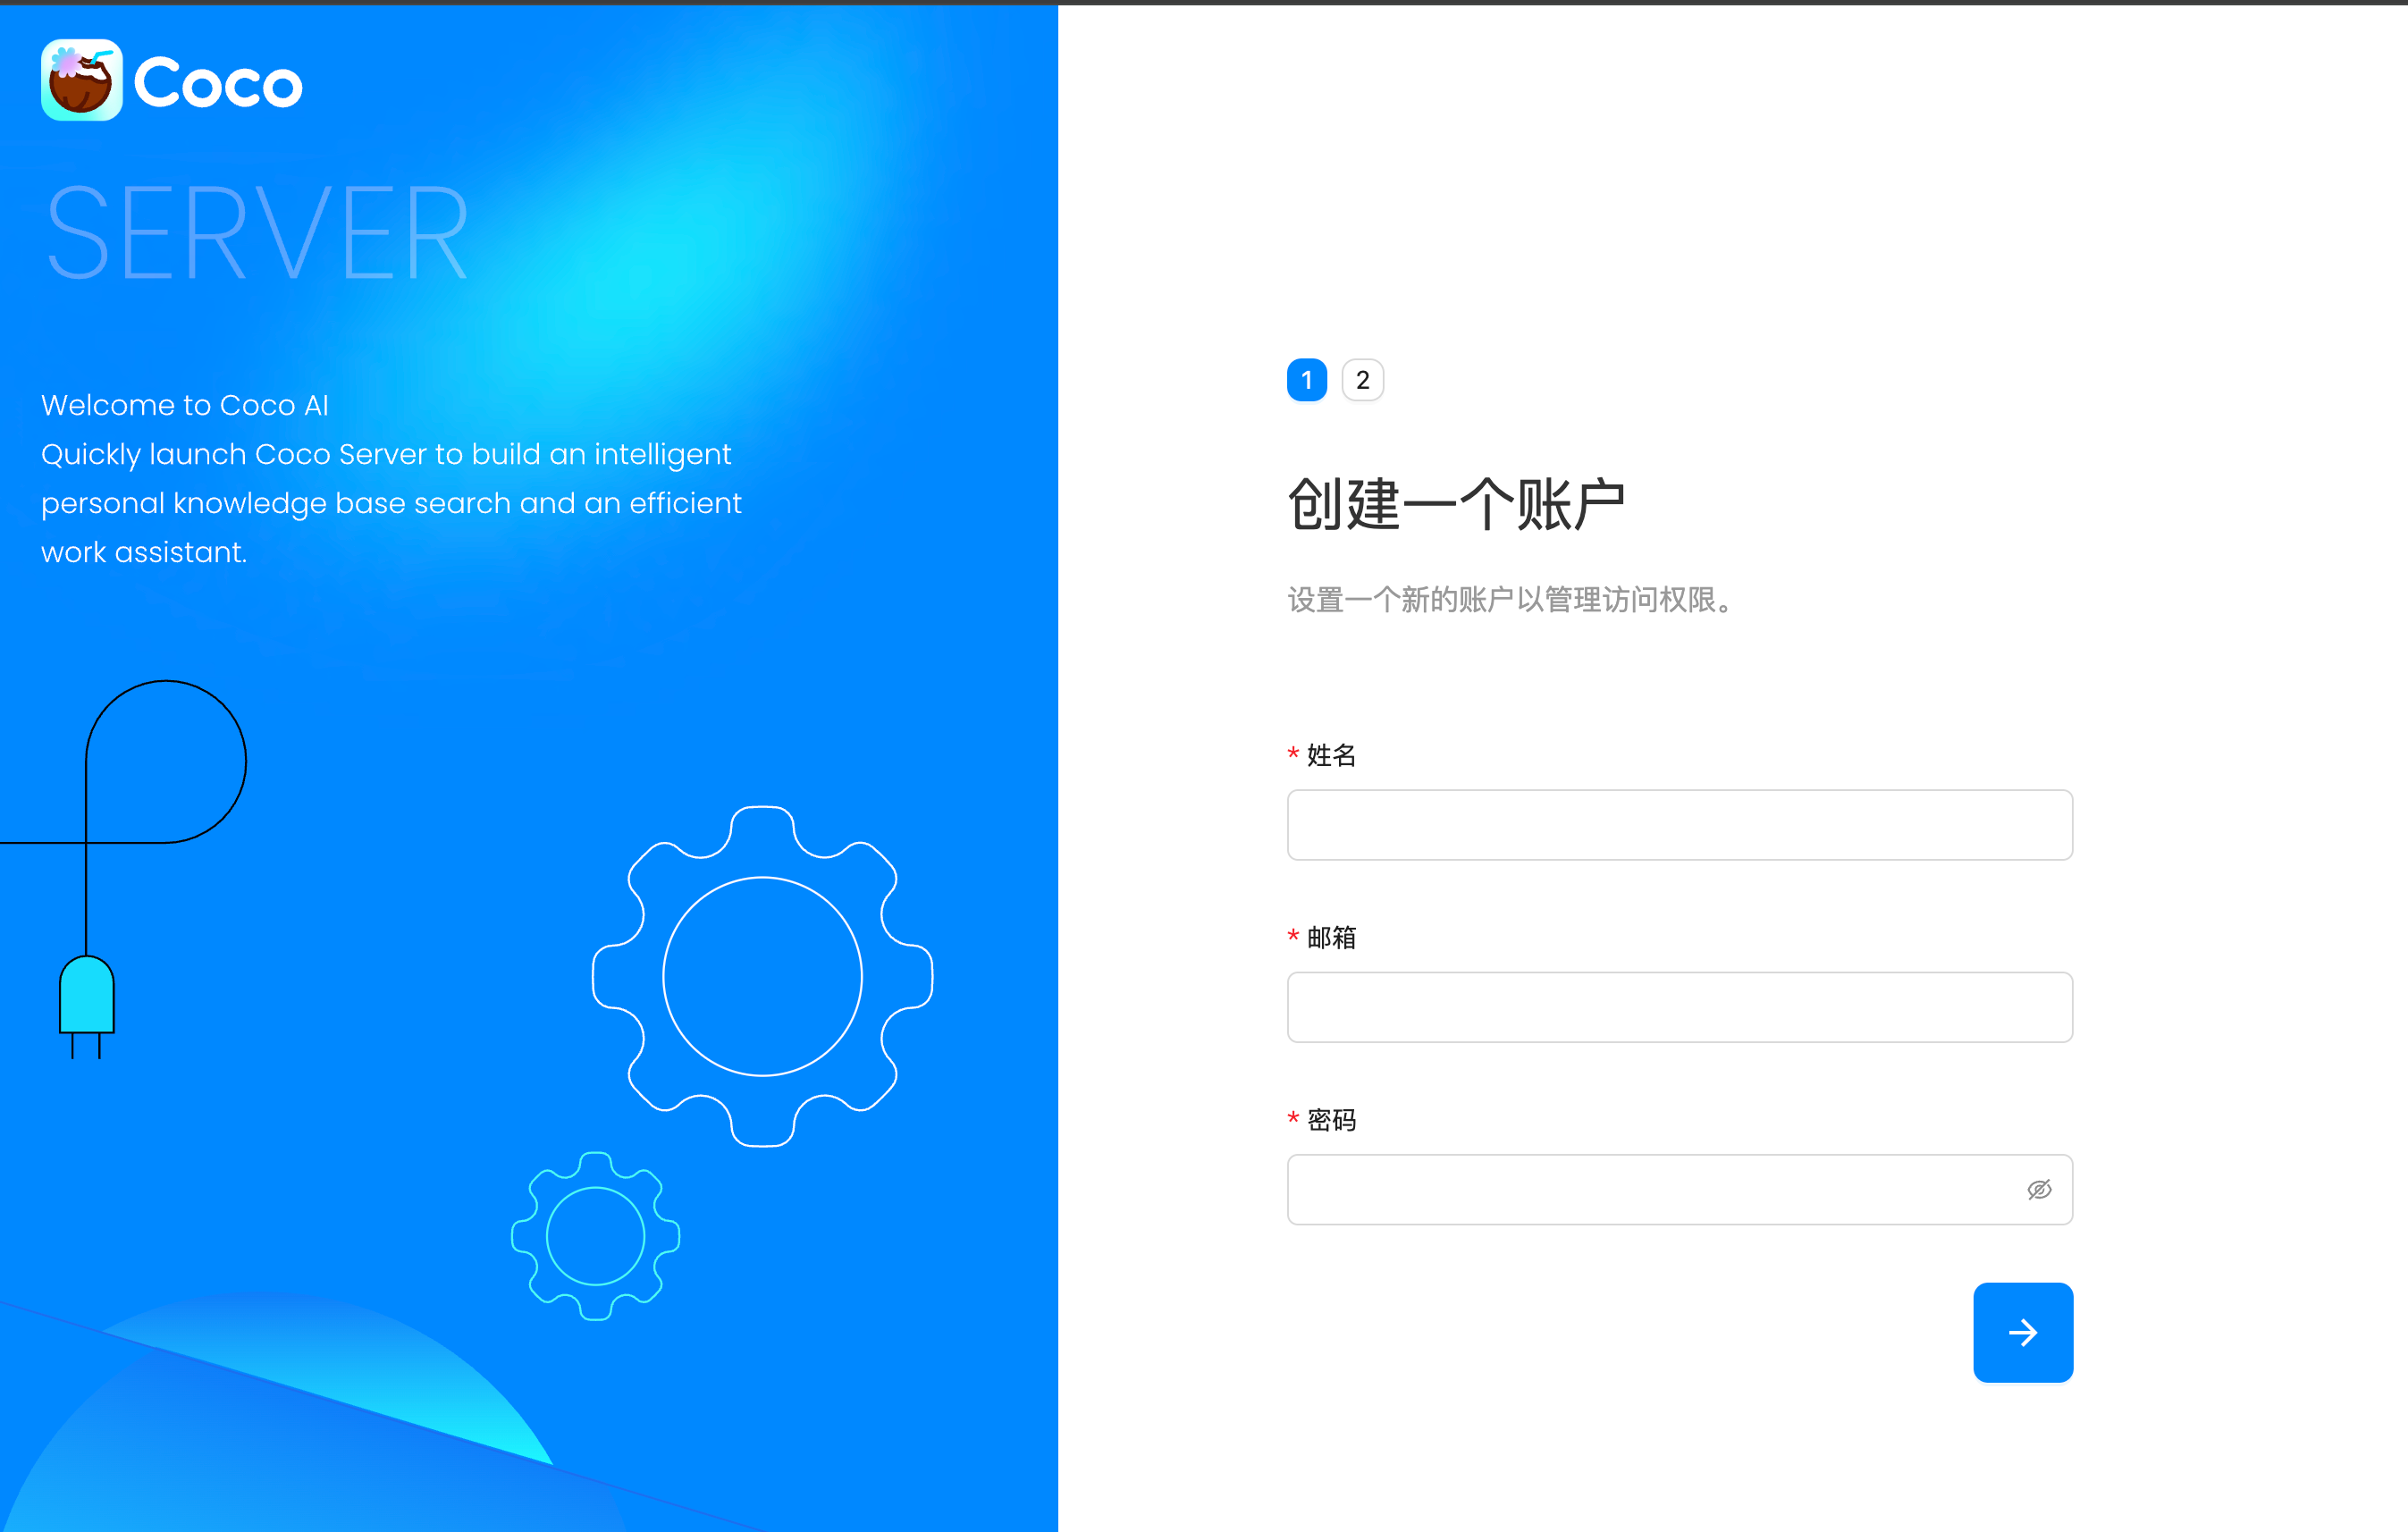 Coco
SERVER
Welcome to Coco AI
Quickly launch Coco Server to build an intelligent
personal knowledge base search and an efficient
work assistant.
1 2
创建一个账户
设置一个新的账户以管理访问权限。
* 姓名
* 邮箱
* 密码